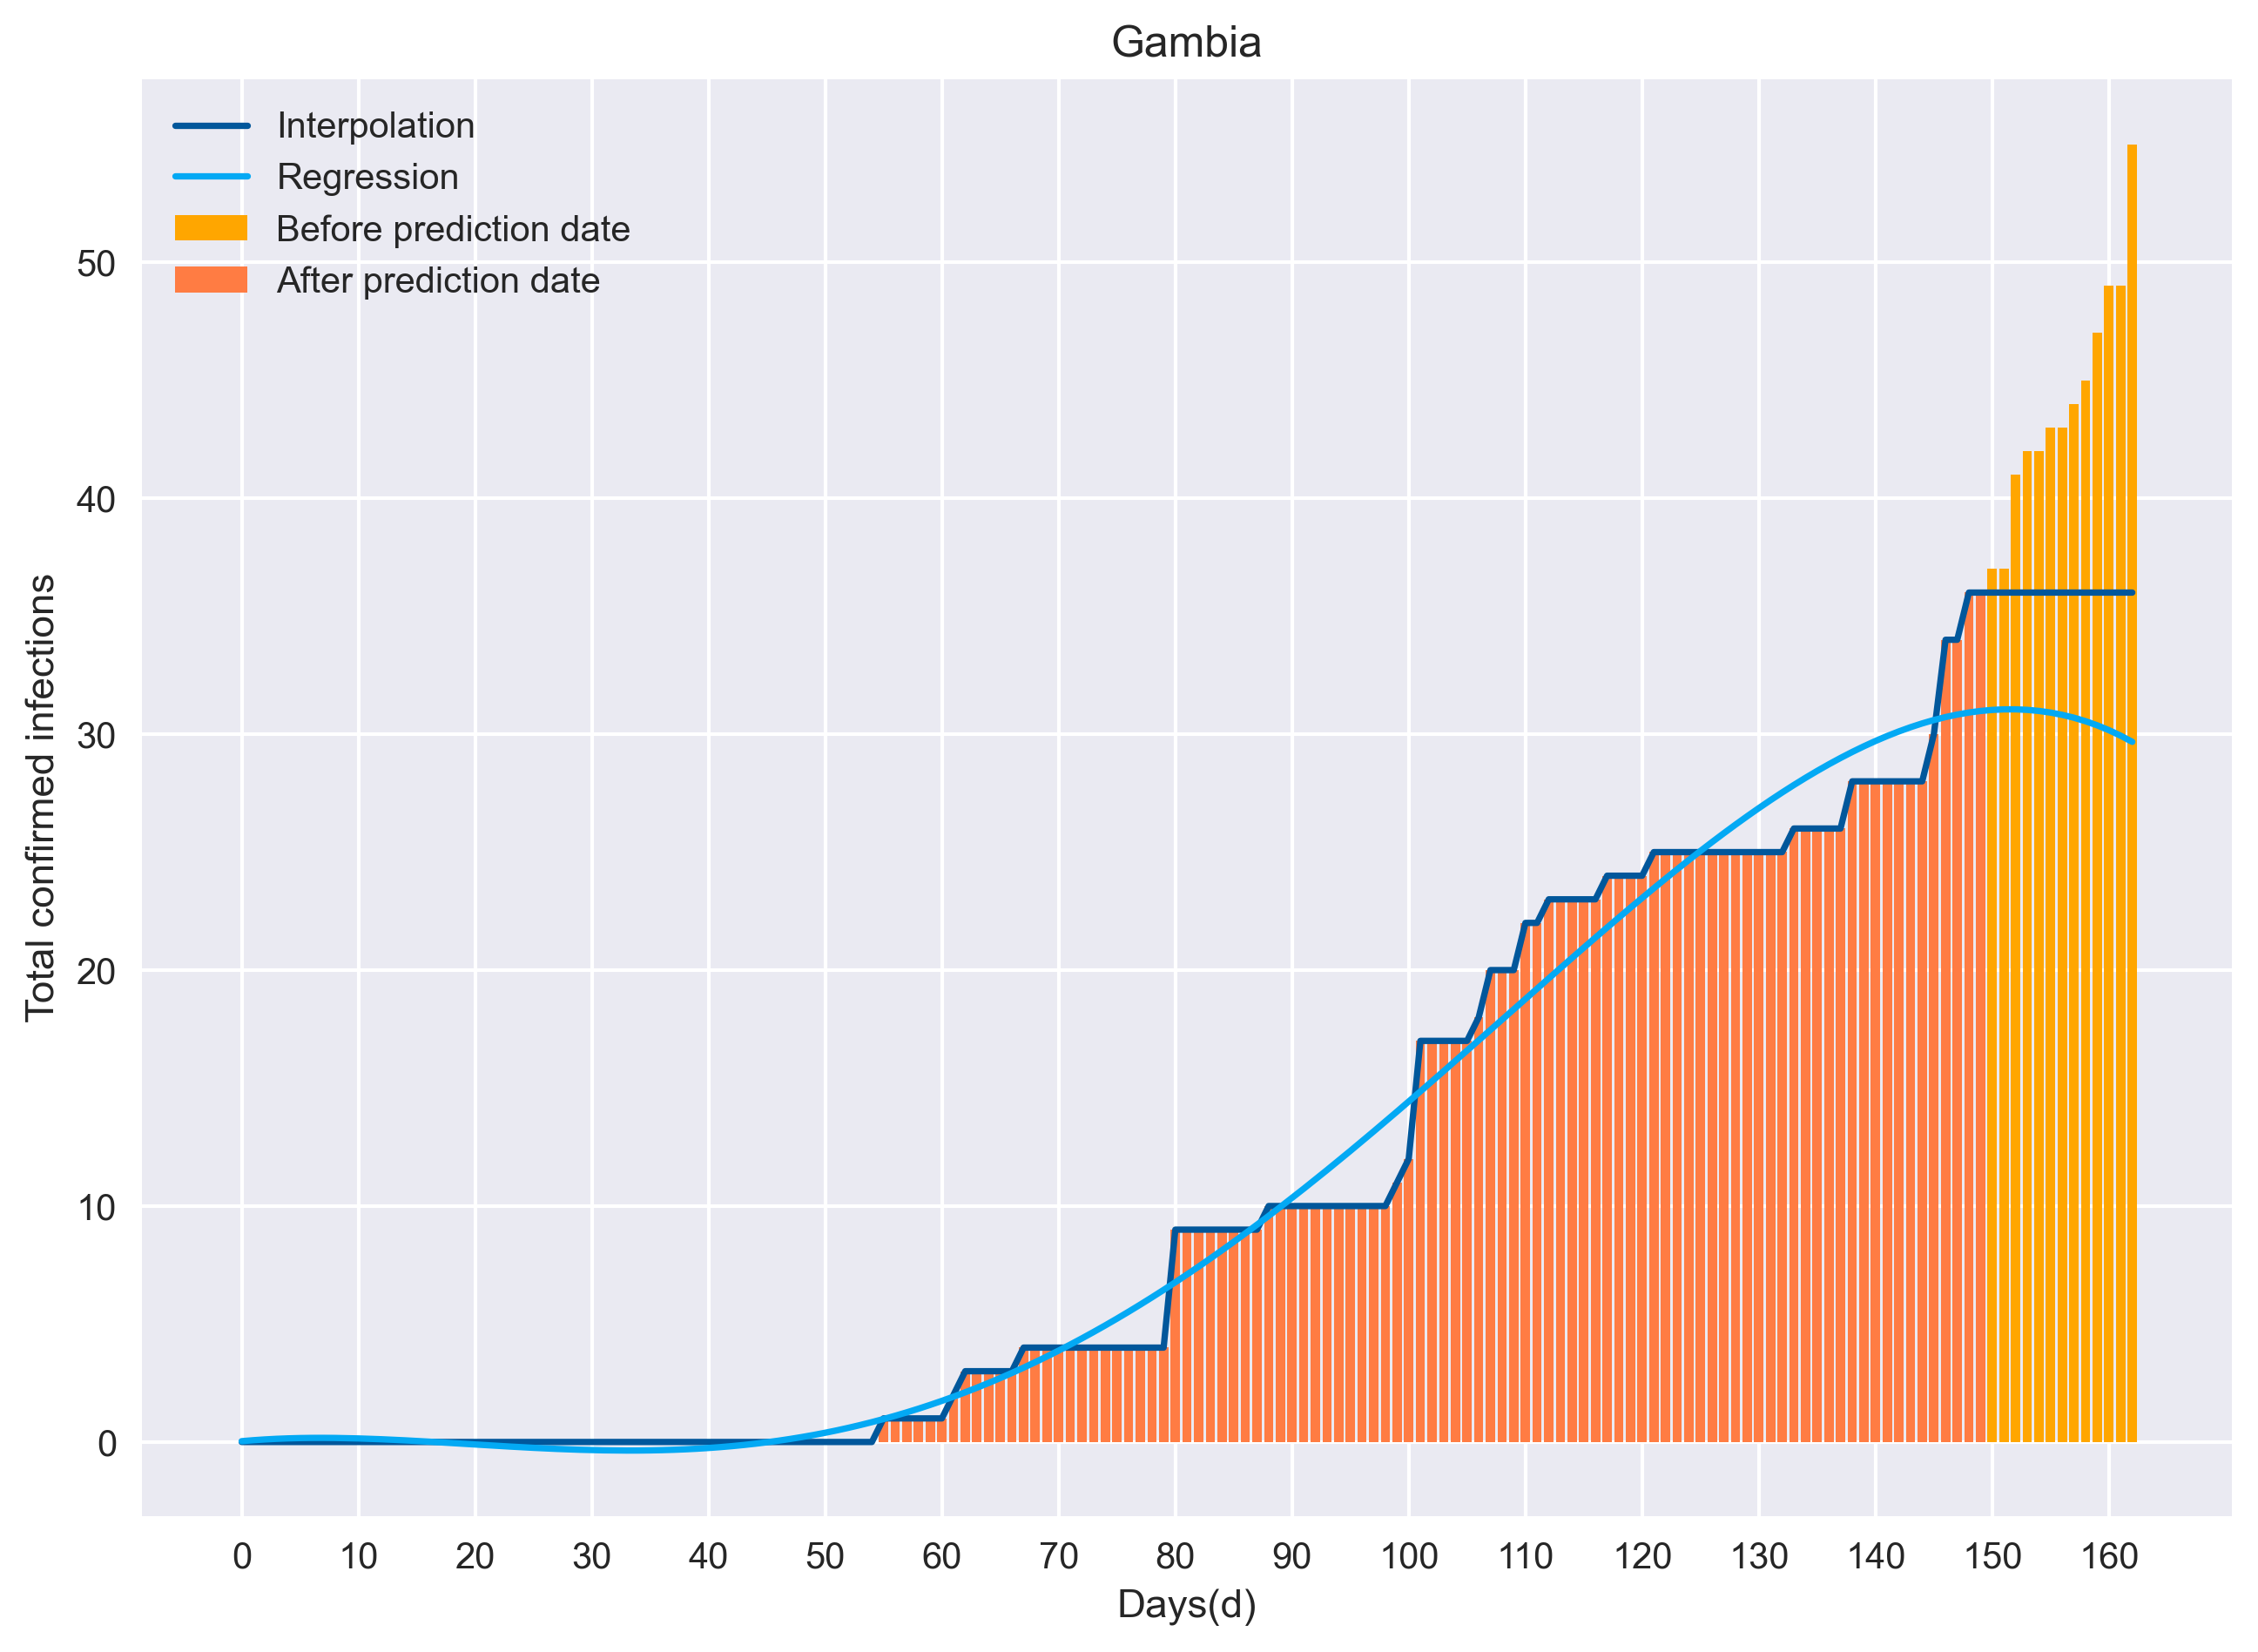 Gambia
Interpolation
Regression
Before prediction date
After prediction date
Total confirmed infections
50
40
30
20
10
0
0 10 20 30 40 50 60 70 80 90 100 110 120 130 140 150 160
Days(d)